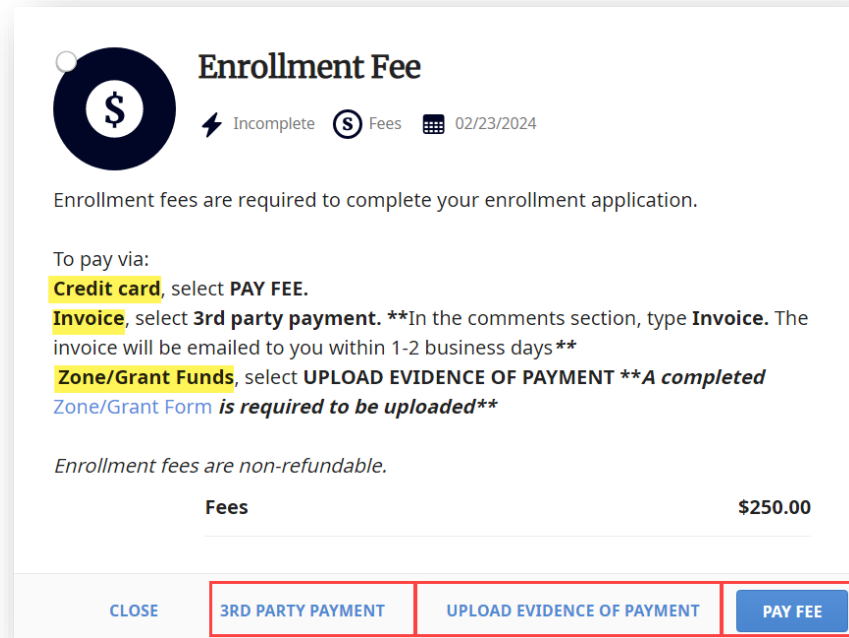 $
Enrollment Fee
Incomplete S Fees 02/23/2024
Enrollment fees are required to complete your enrollment application.
To pay via:
Credit card, select PAY FEE.
Invoice, select 3rd party payment. **In the comments section, type Invoice. The
invoice will be emailed to you within 1-2 business days**
Zone/Grant Funds, select UPLOAD EVIDENCE OF PAYMENT **A completed
Zone/Grant Form is required to be uploaded**
Enrollment fees are non-refundable.
Fees $250.00
CLOSE 3RD PARTY PAYMENT UPLOAD EVIDENCE OF PAYMENT PAY FEE